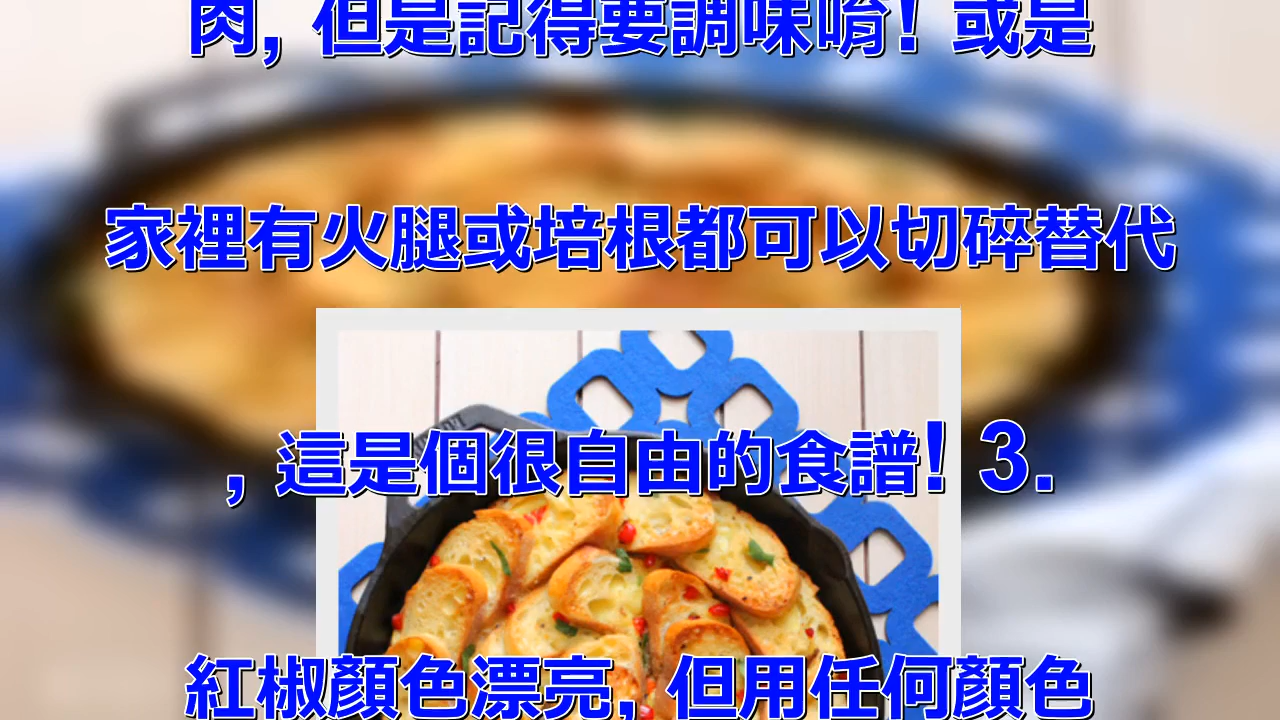 肉，但是記得要調味唷！或是
家裡有火腿或培根都可以切碎替代
，這是個很自由的食譜！3.
紅椒顏色漂亮，但用任何顏色